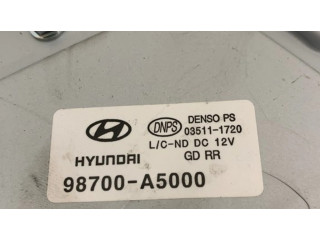 DNPS
DENSO PS
03511-1720
HYUNDAI
L/C-ND DC 12V
GD RR
98700-A5000